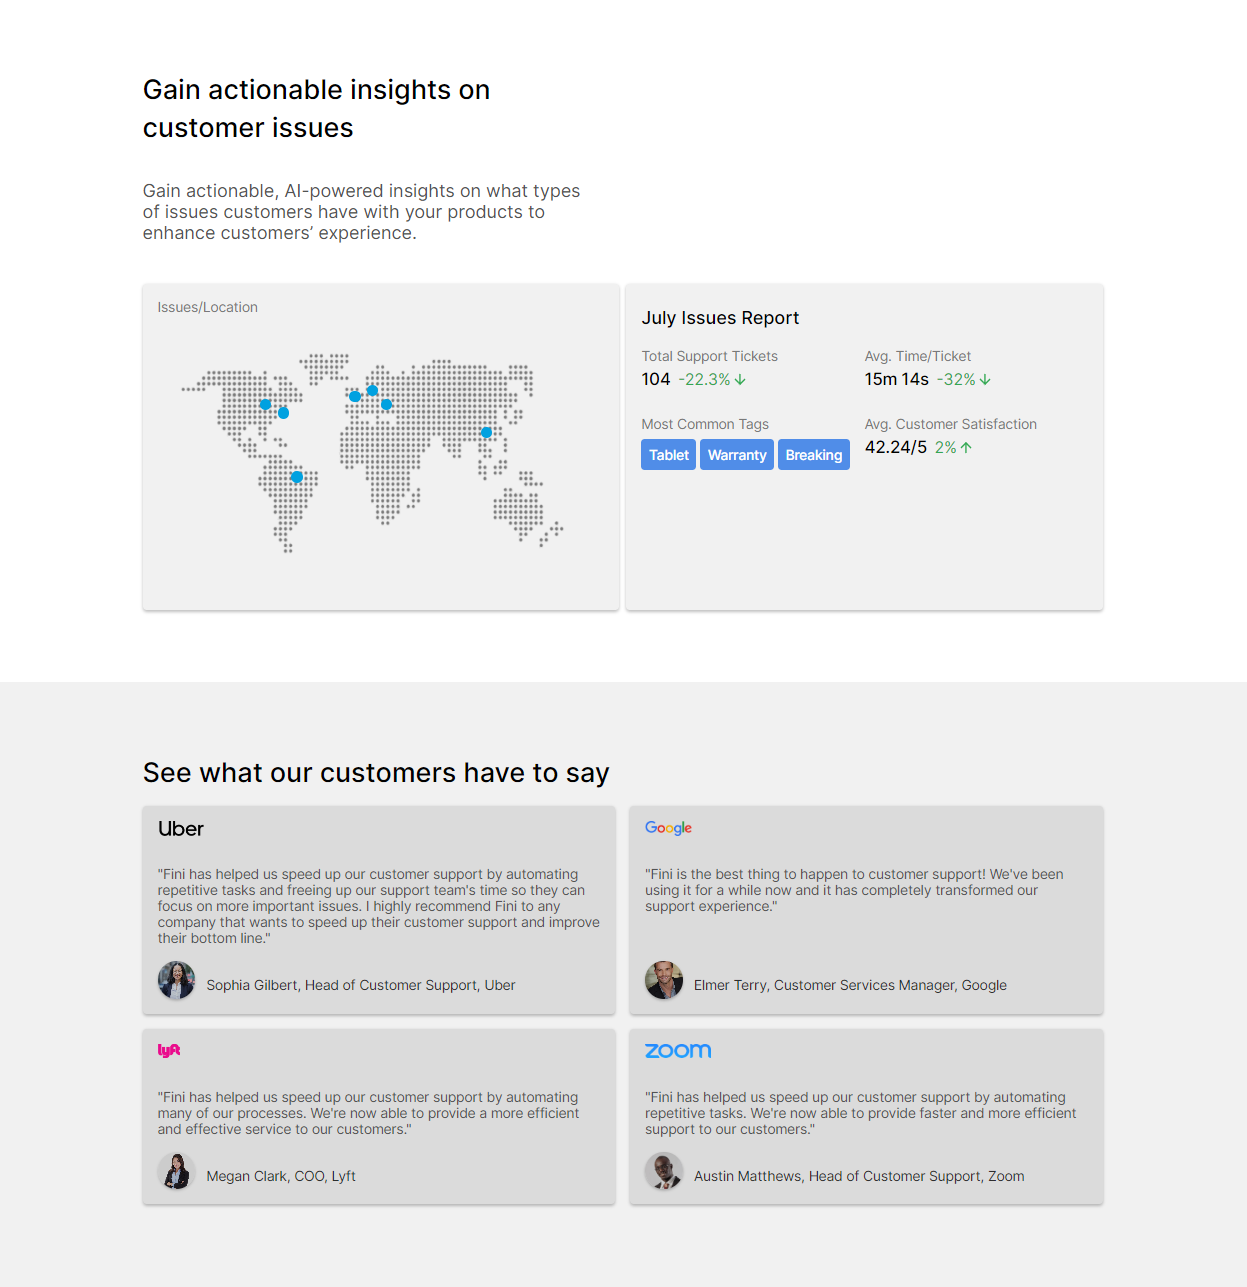 Gain actionable insights on
customer issues
Gain actionable, AI-powered insights on what types
of issues customers have with your products to
enhance customers’ experience.
Issues/Location
July Issues Report
Total Support Tickets
104 -22.3%
Avg. Time/Ticket
15m 14s -32%
Most Common Tags
Tablet Warranty Breaking
Avg. Customer Satisfaction
42.24/5 2%
See what our customers have to say
Uber
"Fini has helped us speed up our customer support by automating
repetitive tasks and freeing up our support team's time so they can
focus on more important issues. I highly recommend Fini to any
company that wants to speed up their customer support and improve
their bottom line."
Sophia Gilbert, Head of Customer Support, Uber
Google
"Fini is the best thing to happen to customer support! We've been
using it for a while now and it has completely transformed our
support experience."
Elmer Terry, Customer Services Manager, Google
lyft
"Fini has helped us speed up our customer support by automating
many of our processes. We're now able to provide a more efficient
and effective service to our customers."
Megan Clark, COO, Lyft
zoom
"Fini has helped us speed up our customer support by automating
repetitive tasks. We're now able to provide faster and more efficient
support to our customers."
Austin Matthews, Head of Customer Support, Zoom